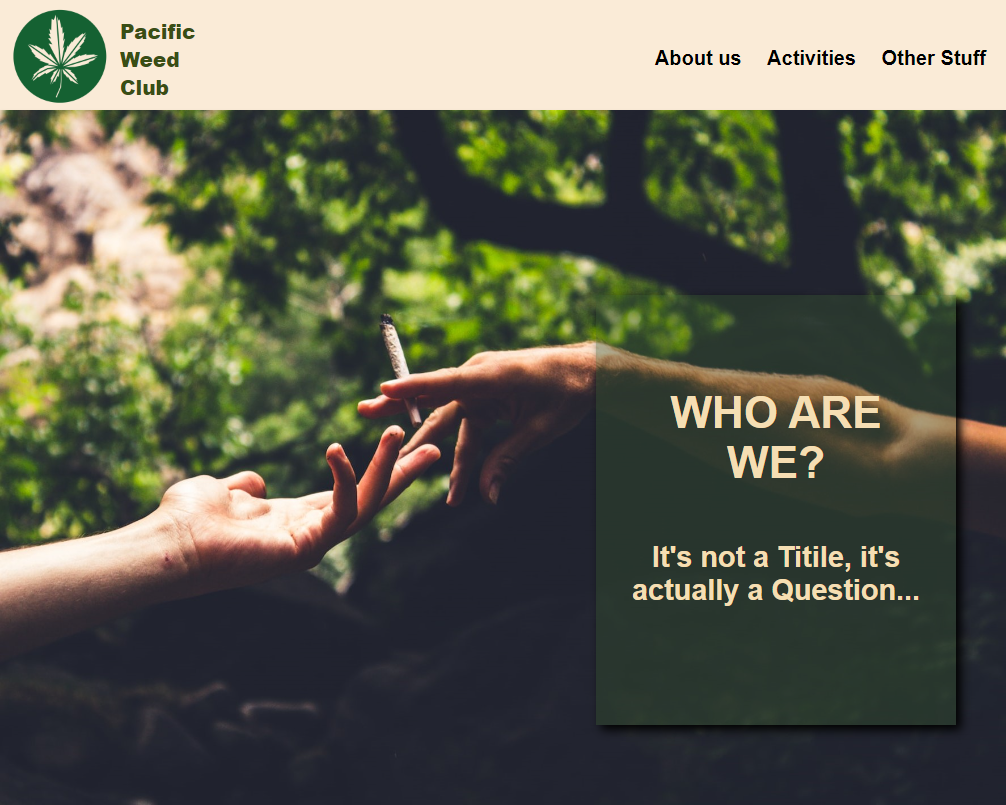 Pacific
Weed
Club
About us Activities Other Stuff
WHO ARE
WE?
It's not a Titile, it's
actually a Question...